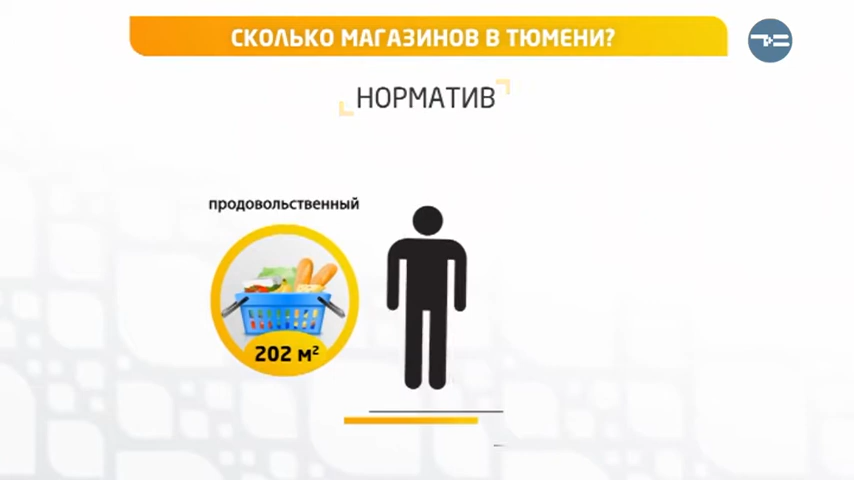 СКОЛЬКО МАГАЗИНОВ В ТЮМЕНИ?
НОРМАТИВ
продовольственный
202 м²